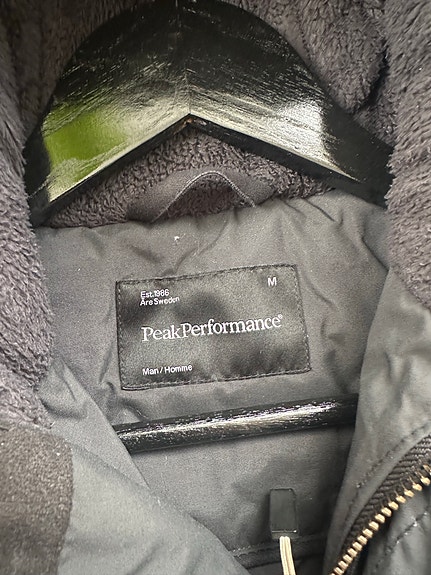 Est.1986
Åre Sweden
M
PeakPerformance®
Man / Homme